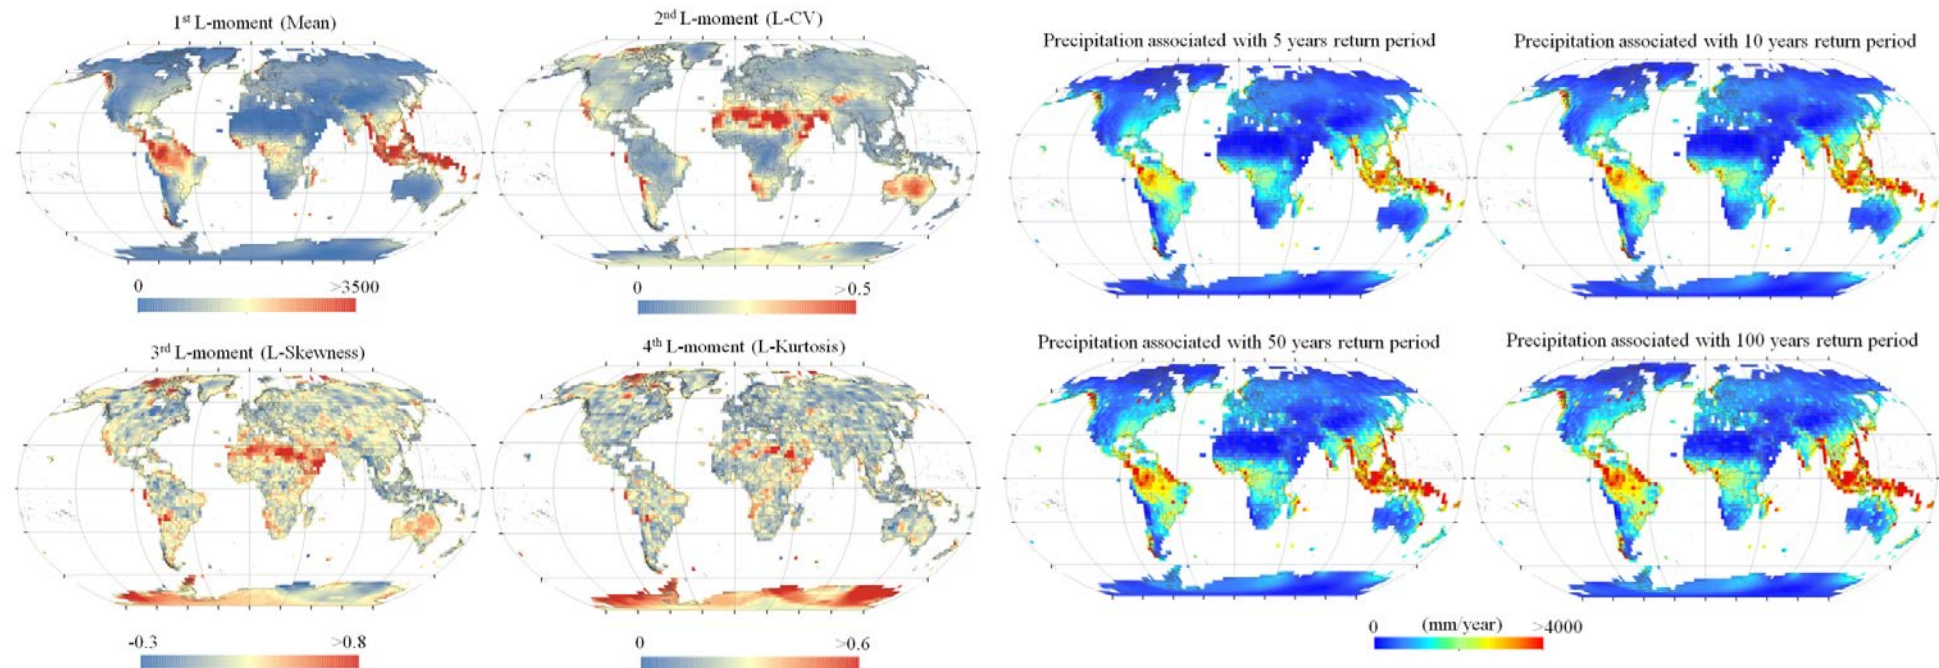 1st L-moment (Mean)
2nd L-moment (L-CV)
Precipitation associated with 5 years return period
Precipitation associated with 10 years return period
0 >3500
0 >0.5
3rd L-moment (L-Skewness)
4th L-moment (L-Kurtosis)
Precipitation associated with 50 years return period
Precipitation associated with 100 years return period
-0.3 >0.8
0 >0.6
0 (mm/year) >4000